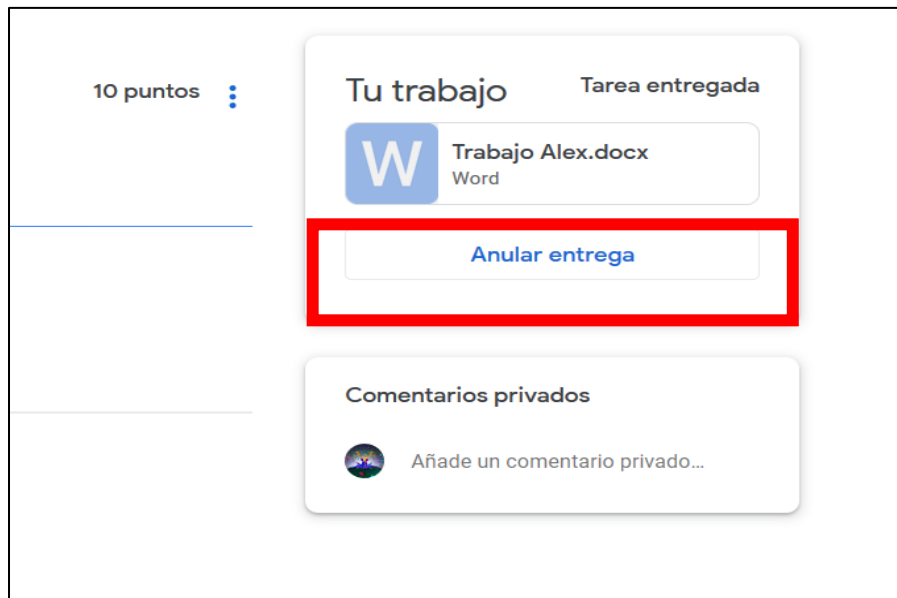 10 puntos
Tu trabajo
Tarea entregada
W
Trabajo Alex.docx
Word
Anular entrega
Comentarios privados
Añade un comentario privado...